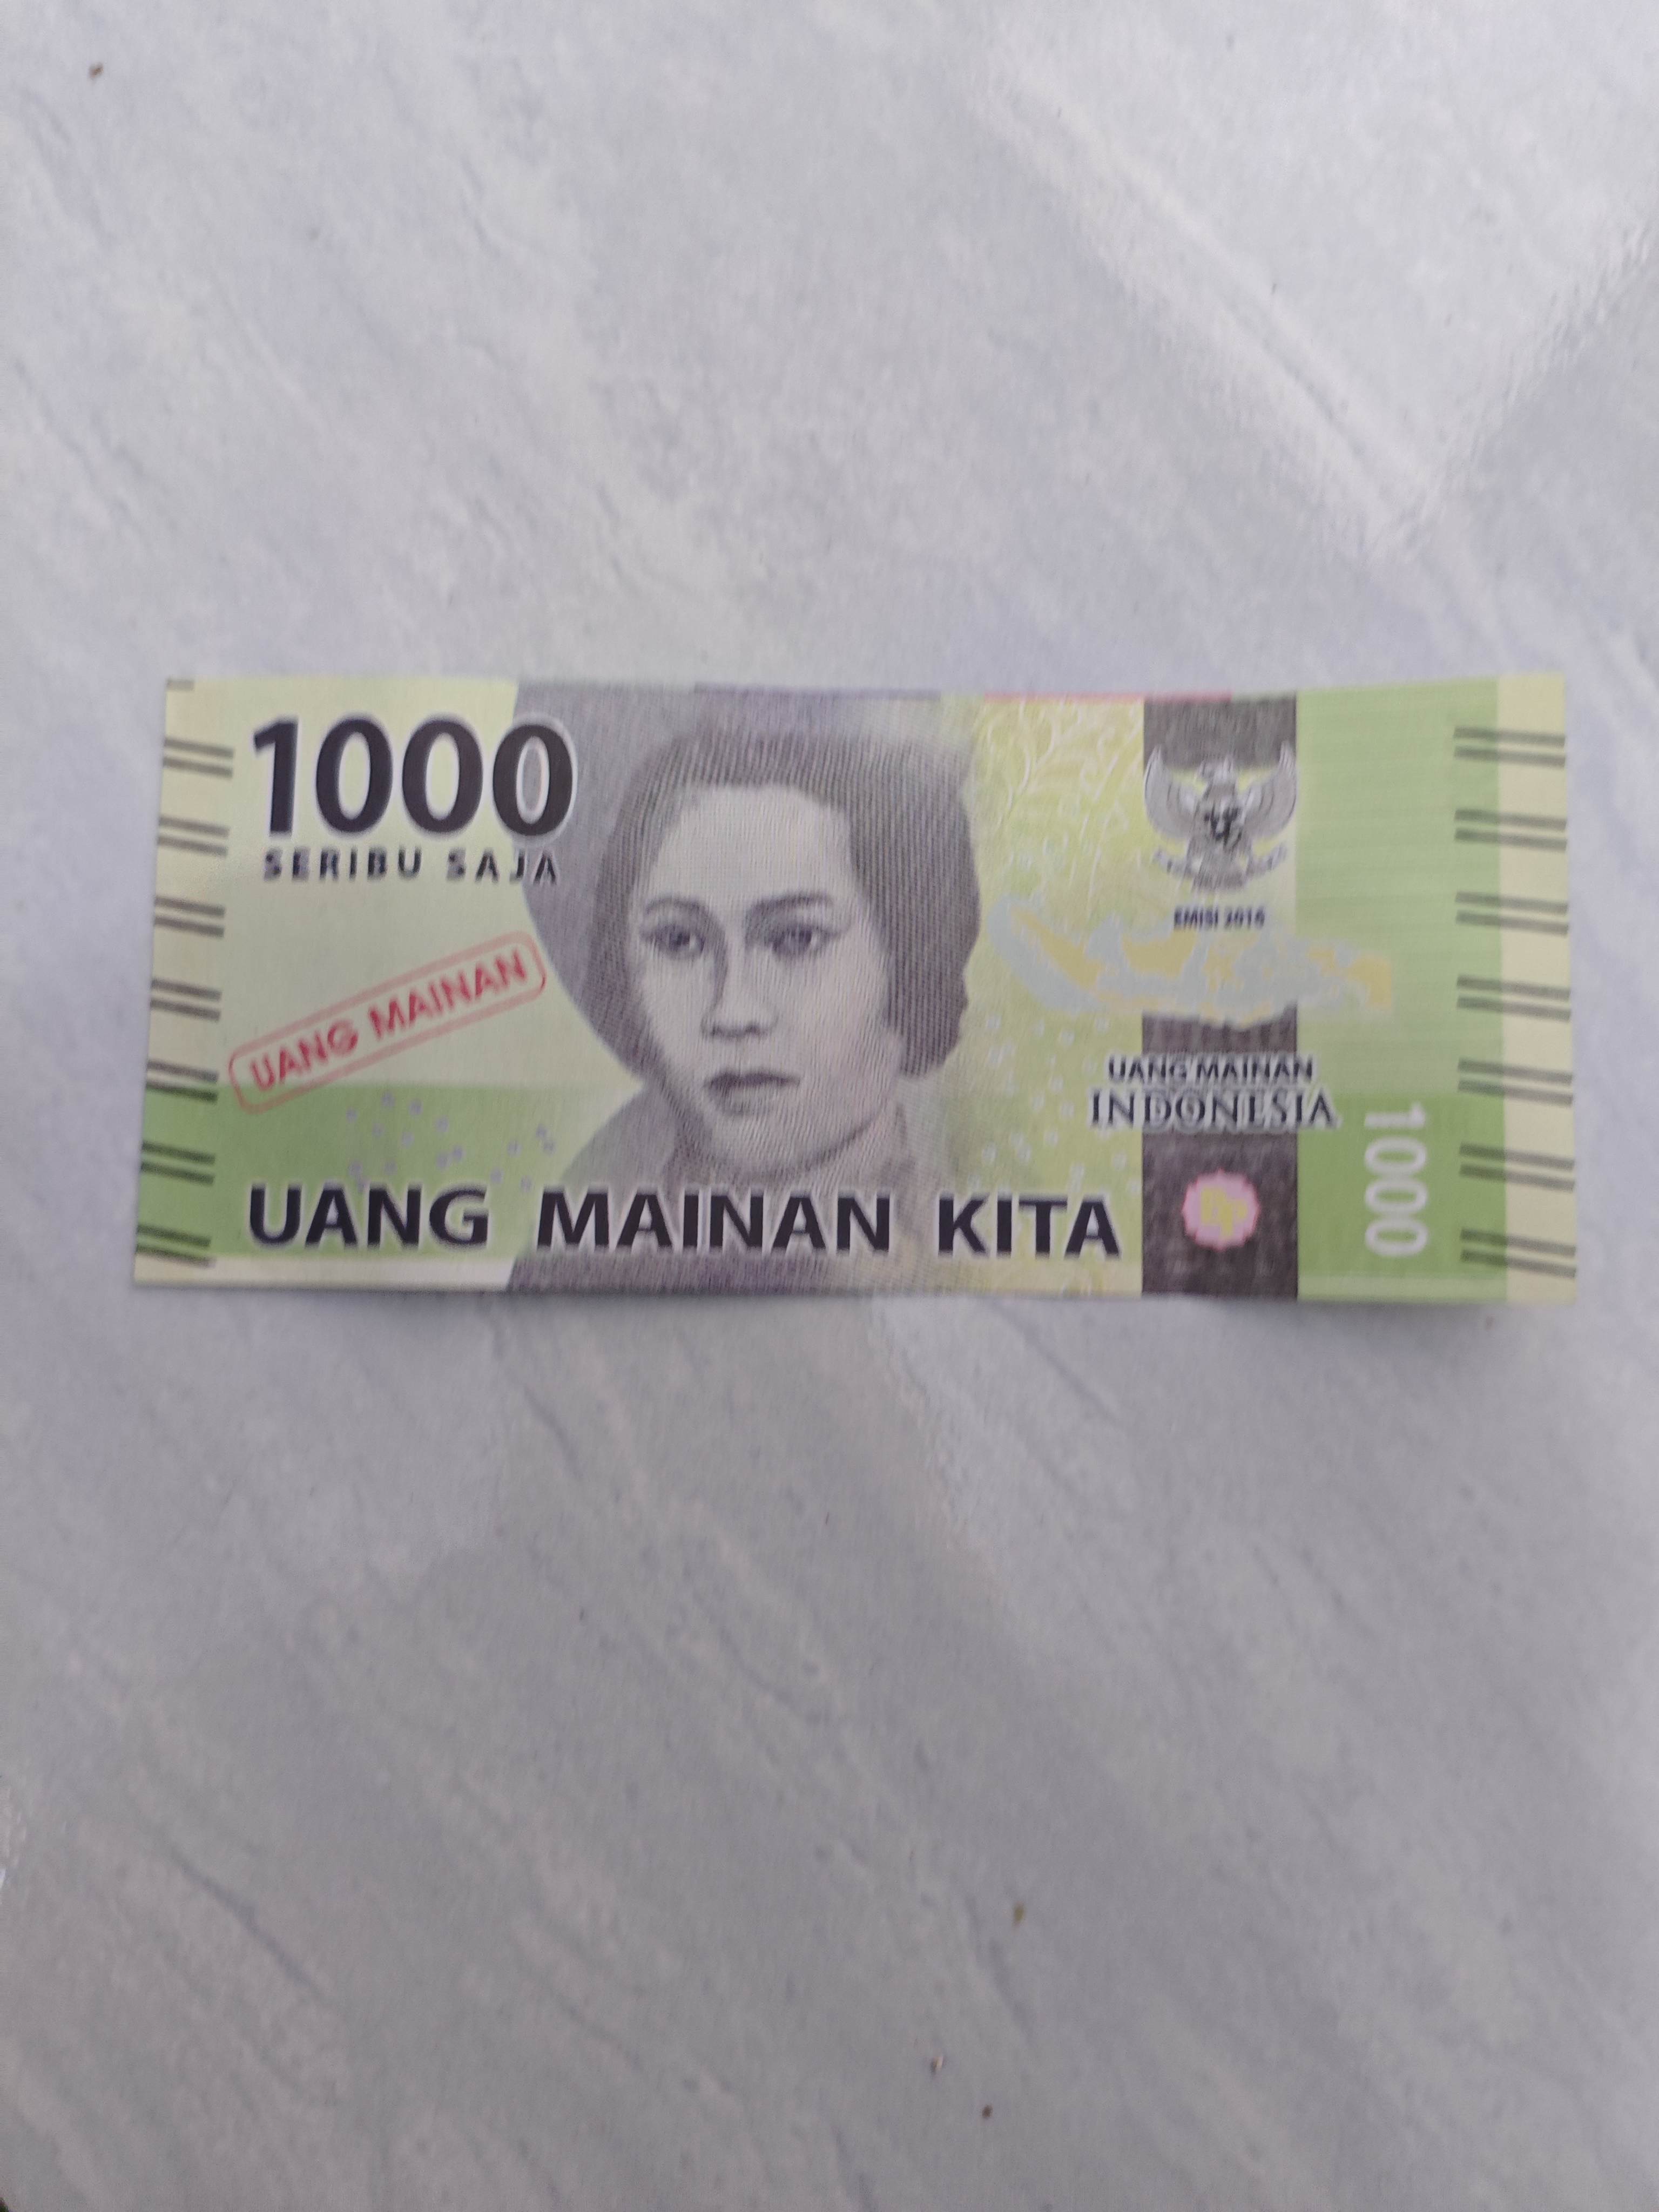 1000
SERIBU SAJA
UANG MAINAN
UANG MAINAN KITA
EMISI 2016
UANG MAINAN
INDONESIA
1000